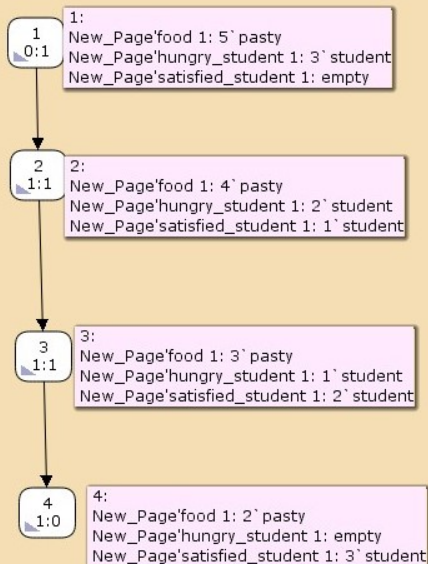 1
0:1
1:
New_Page'food 1: 5`pasty
New_Page'hungry_student 1: 3`student
New_Page'satisfied_student 1: empty
2
1:1
2:
New_Page'food 1: 4`pasty
New_Page'hungry_student 1: 2`student
New_Page'satisfied_student 1: 1`student
3
1:1
3:
New_Page'food 1: 3`pasty
New_Page'hungry_student 1: 1`student
New_Page'satisfied_student 1: 2`student
4
1:0
4:
New_Page'food 1: 2`pasty
New_Page'hungry_student 1: empty
New_Page'satisfied_student 1: 3`student